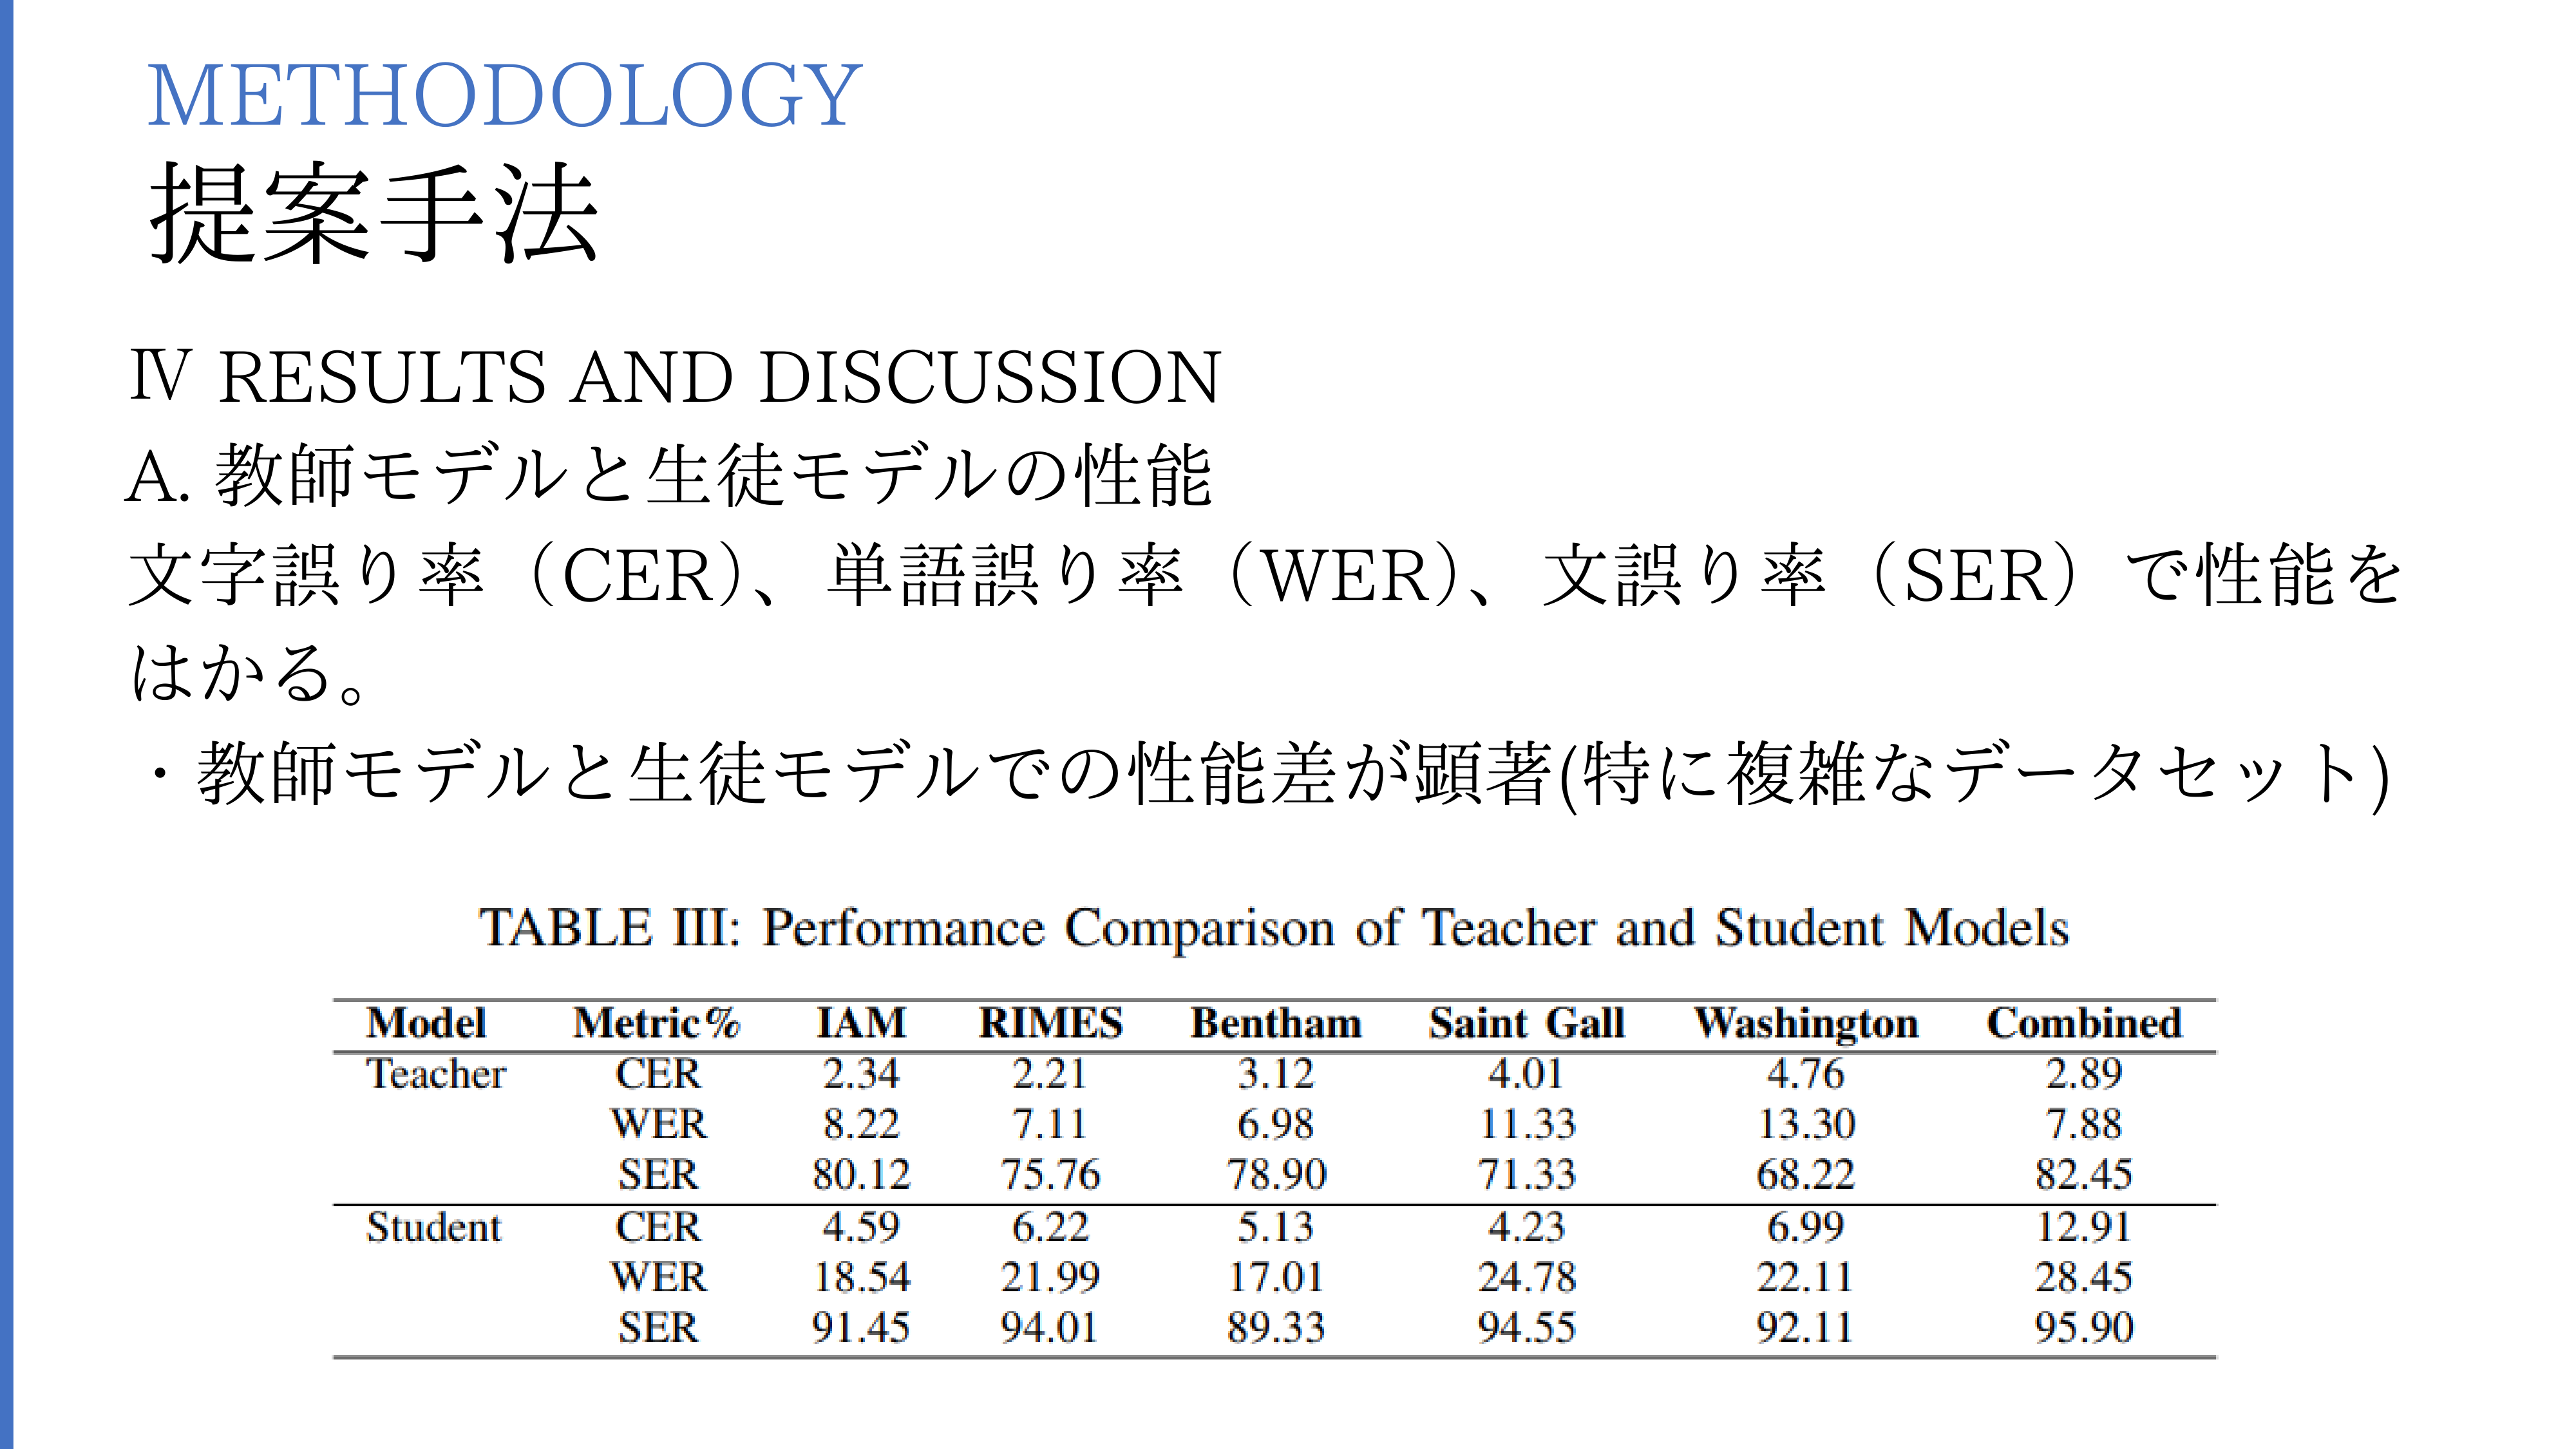 METHODOLOGY
提案手法
Ⅳ RESULTS AND DISCUSSION
A. 教師モデルと生徒モデルの性能
文字誤り率（CER）、単語誤り率（WER）、文誤り率（SER）で性能を
はかる。
・教師モデルと生徒モデルでの性能差が顕著(特に複雑なデータセット)
TABLE III: Performance Comparison of Teacher and Student Models
Model Metric% IAM RIMES Bentham Saint Gall Washington Combined
Teacher CER 2.34 2.21 3.12 4.01 4.76 2.89
WER 8.22 7.11 6.98 11.33 13.30 7.88
SER 80.12 75.76 78.90 71.33 68.22 82.45
Student CER 4.59 6.22 5.13 4.23 6.99 12.91
WER 18.54 21.99 17.01 24.78 22.11 28.45
SER 91.45 94.01 89.33 94.55 92.11 95.90